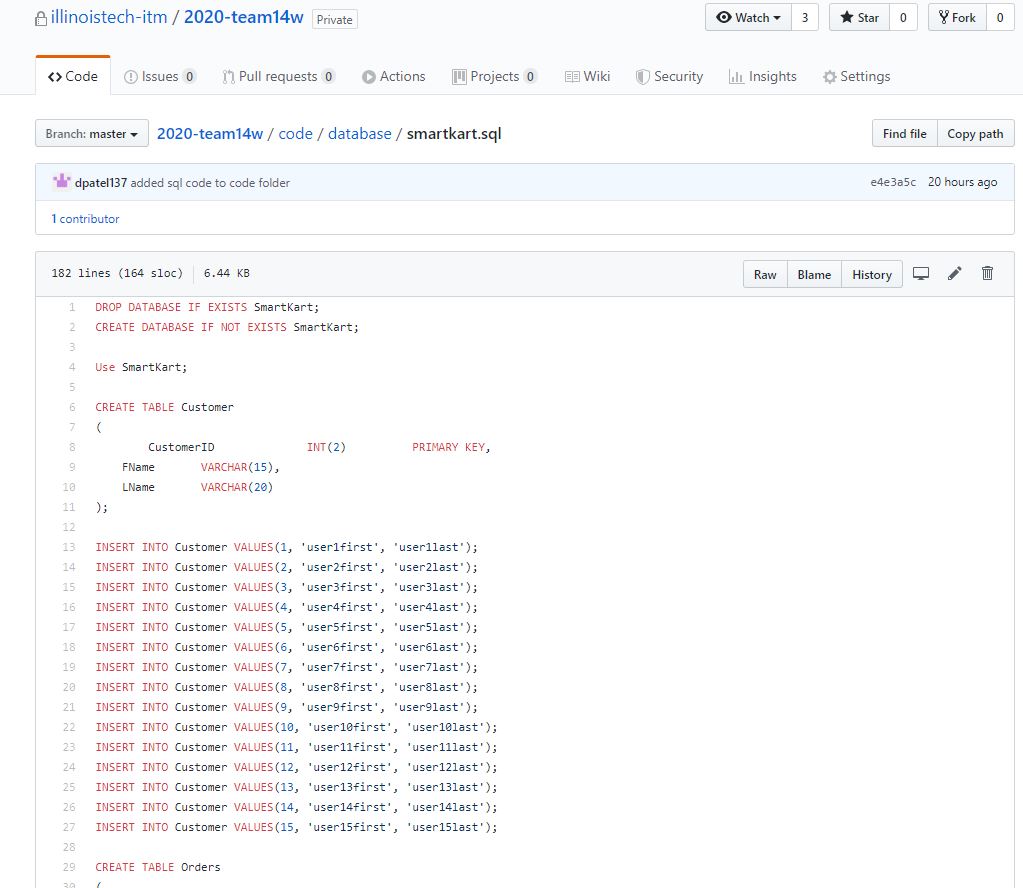 illinoistech-itm / 2020-team14w Private Watch 3 Star 0 Fork 0
Code Issues 0 Pull requests 0 Actions Projects 0 Wiki Security Insights Settings
Branch: master 2020-team14w / code / database / smartkart.sql Find file Copy path
dpatel137 added sql code to code folder e4e3a5c 20 hours ago
1 contributor
182 lines (164 sloc) 6.44 KB Raw Blame History
1 DROP DATABASE IF EXISTS SmartKart;
2 CREATE DATABASE IF NOT EXISTS SmartKart;
3
4 Use SmartKart;
5
6 CREATE TABLE Customer
7 (
8 CustomerID INT(2) PRIMARY KEY,
9 FName VARCHAR(15),
10 LName VARCHAR(20)
11 );
12
13 INSERT INTO Customer VALUES(1, 'user1first', 'user1last');
14 INSERT INTO Customer VALUES(2, 'user2first', 'user2last');
15 INSERT INTO Customer VALUES(3, 'user3first', 'user3last');
16 INSERT INTO Customer VALUES(4, 'user4first', 'user4last');
17 INSERT INTO Customer VALUES(5, 'user5first', 'user5last');
18 INSERT INTO Customer VALUES(6, 'user6first', 'user6last');
19 INSERT INTO Customer VALUES(7, 'user7first', 'user7last');
20 INSERT INTO Customer VALUES(8, 'user8first', 'user8last');
21 INSERT INTO Customer VALUES(9, 'user9first', 'user9last');
22 INSERT INTO Customer VALUES(10, 'user10first', 'user10last');
23 INSERT INTO Customer VALUES(11, 'user11first', 'user11last');
24 INSERT INTO Customer VALUES(12, 'user12first', 'user12last');
25 INSERT INTO Customer VALUES(13, 'user13first', 'user13last');
26 INSERT INTO Customer VALUES(14, 'user14first', 'user14last');
27 INSERT INTO Customer VALUES(15, 'user15first', 'user15last');
28
29 CREATE TABLE Orders
30 (